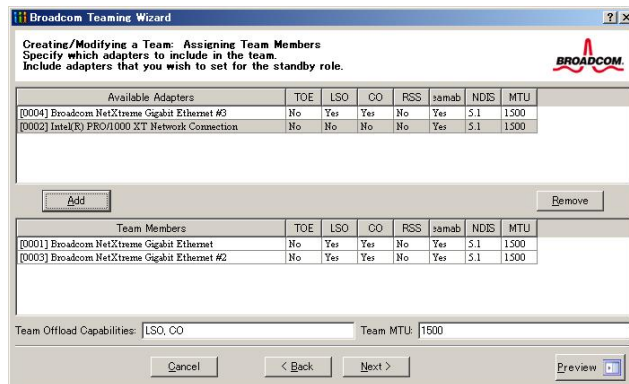 Broadcom Teaming Wizard
Creating/Modifying a Team: Assigning Team Members
Specify which adapters to include in the team.
Include adapters that you wish to set for the standby role.
BROADCOM.
Available Adapters TOE LSO CO RSS eamab NDIS MTU
[0004] Broadcom NetXtreme Gigabit Ethernet #3 No Yes Yes No Yes 5.1 1500
[0002] Intel(R) PRO/1000 XT Network Connection No No No No Yes 5.1 1500
Add Remove
Team Members TOE LSO CO RSS eamab NDIS MTU
[0001] Broadcom NetXtreme Gigabit Ethernet No Yes Yes No Yes 5.1 1500
[0003] Broadcom NetXtreme Gigabit Ethernet #2 No Yes Yes No Yes 5.1 1500
Team Offload Capabilities: LSO, CO Team MTU: 1500
Cancel < Back Next > Preview